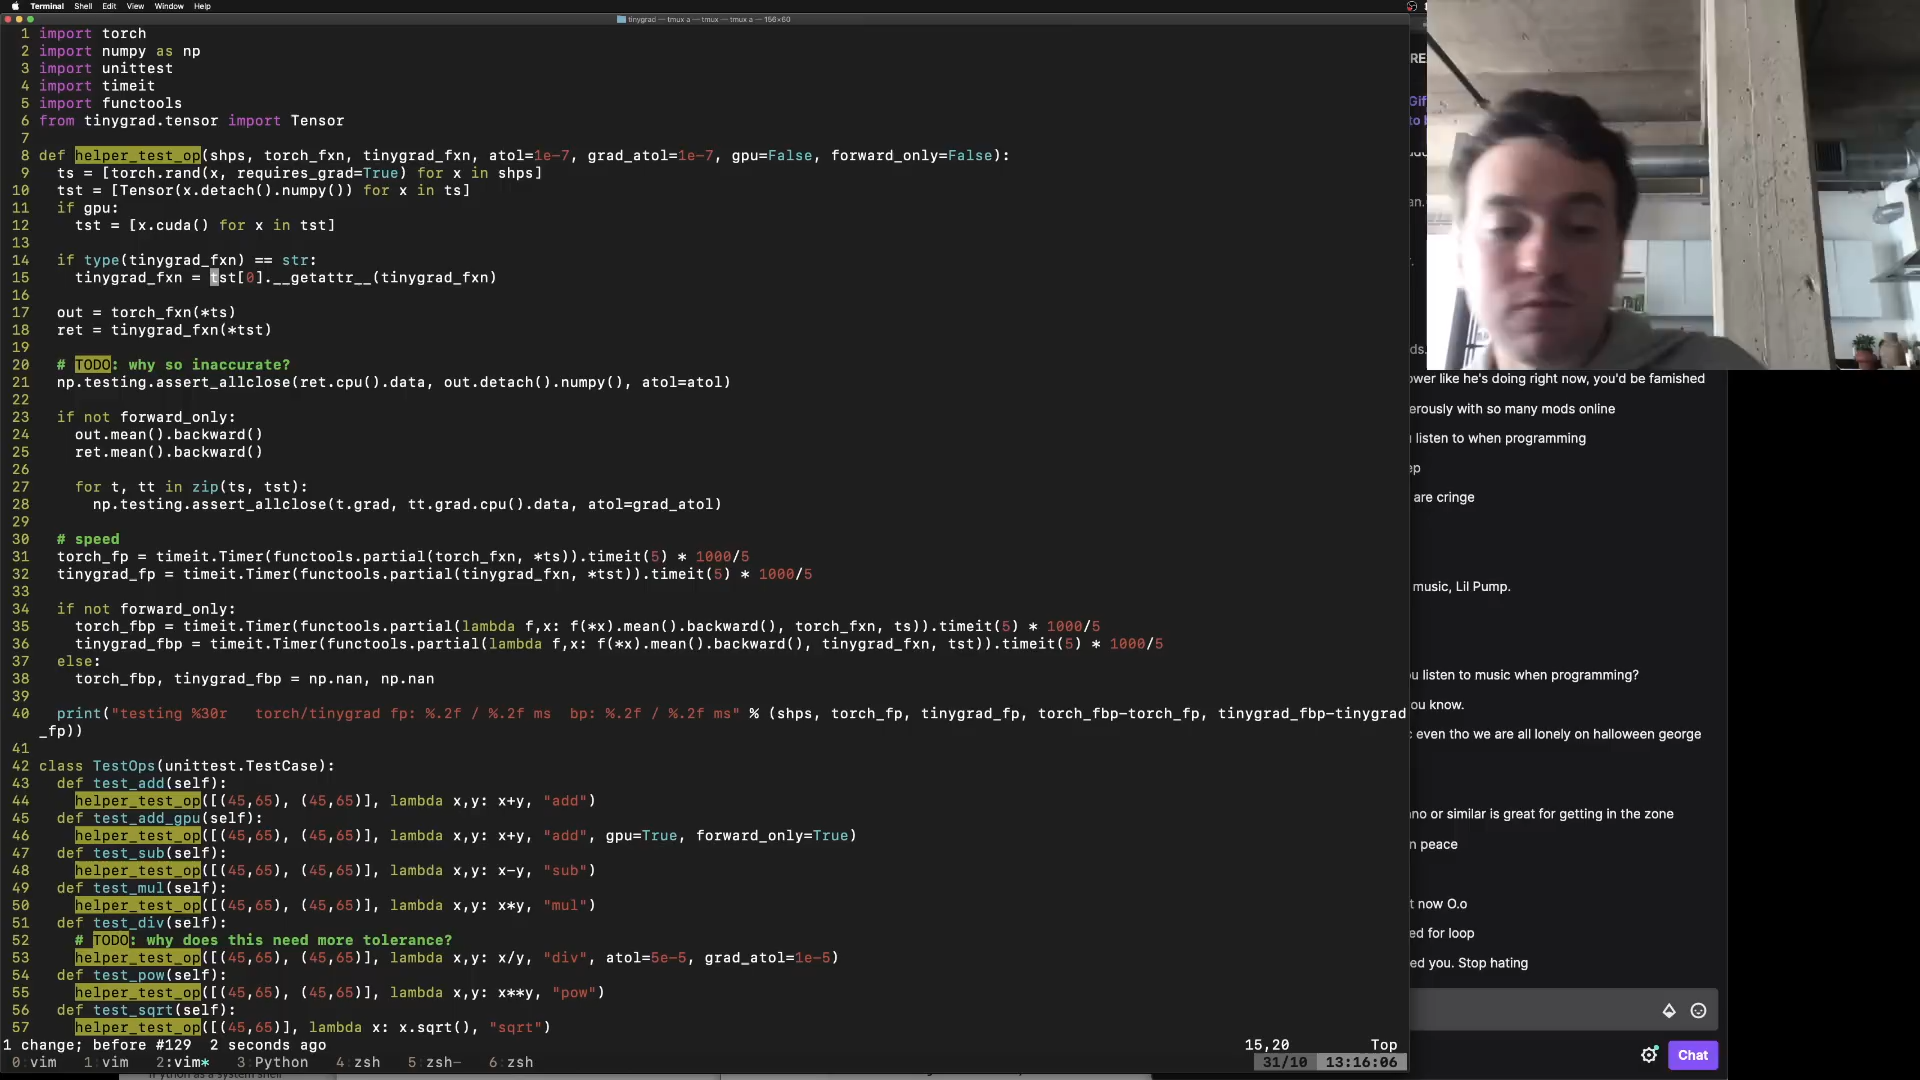 Terminal Shell Edit View Window Help
tinygrad — tmux a — tmux — tmux a — 156×60
1 import torch
2 import numpy as np
3 import unittest
4 import timeit
5 import functools
6 from tinygrad.tensor import Tensor
7
8 def helper_test_op(shps, torch_fxn, tinygrad_fxn, atol=1e-7, grad_atol=1e-7, gpu=False, forward_only=False):
9   ts = [torch.rand(x, requires_grad=True) for x in shps]
10   tst = [Tensor(x.detach().numpy()) for x in ts]
11   if gpu:
12     tst = [x.cuda() for x in tst]
13
14   if type(tinygrad_fxn) == str:
15     tinygrad_fxn = tst[0].__getattr__(tinygrad_fxn)
16
17   out = torch_fxn(*ts)
18   ret = tinygrad_fxn(*tst)
19
20   # TODO: why so inaccurate?
21   np.testing.assert_allclose(ret.cpu().data, out.detach().numpy(), atol=atol)
22
23   if not forward_only:
24     out.mean().backward()
25     ret.mean().backward()
26
27     for t, tt in zip(ts, tst):
28       np.testing.assert_allclose(t.grad, tt.grad.cpu().data, atol=grad_atol)
29
30   # speed
31   torch_fp = timeit.Timer(functools.partial(torch_fxn, *ts)).timeit(5) * 1000/5
32   tinygrad_fp = timeit.Timer(functools.partial(tinygrad_fxn, *tst)).timeit(5) * 1000/5
33
34   if not forward_only:
35     torch_fbp = timeit.Timer(functools.partial(lambda f,x: f(*x).mean().backward(), torch_fxn, ts)).timeit(5) * 1000/5
36     tinygrad_fbp = timeit.Timer(functools.partial(lambda f,x: f(*x).mean().backward(), tinygrad_fxn, tst)).timeit(5) * 1000/5
37   else:
38     torch_fbp, tinygrad_fbp = np.nan, np.nan
39
40   print("testing %30r   torch/tinygrad fp: %.2f / %.2f ms  bp: %.2f / %.2f ms" % (shps, torch_fp, tinygrad_fp, torch_fbp-torch_fp, tinygrad_fbp-tinygrad
_fp))
41
42 class TestOps(unittest.TestCase):
43   def test_add(self):
44     helper_test_op([(45,65), (45,65)], lambda x,y: x+y, "add")
45   def test_add_gpu(self):
46     helper_test_op([(45,65), (45,65)], lambda x,y: x+y, "add", gpu=True, forward_only=True)
47   def test_sub(self):
48     helper_test_op([(45,65), (45,65)], lambda x,y: x-y, "sub")
49   def test_mul(self):
50     helper_test_op([(45,65), (45,65)], lambda x,y: x*y, "mul")
51   def test_div(self):
52     # TODO: why does this need more tolerance?
53     helper_test_op([(45,65), (45,65)], lambda x,y: x/y, "div", atol=5e-5, grad_atol=1e-5)
54   def test_pow(self):
55     helper_test_op([(45,65), (45,65)], lambda x,y: x**y, "pow")
56   def test_sqrt(self):
57     helper_test_op([(45,65)], lambda x: x.sqrt(), "sqrt")
1 change; before #129  2 seconds ago 15,20 Top
0:vim 1:vim 2:vim* 3:Python 4:zsh 5:zsh- 6:zsh 31/10 13:16:06
RE
Gif
to b
an.
ds.
ower like he's doing right now, you'd be famished
erously with so many mods online
listen to when programming
ep
are cringe
music, Lil Pump.
u listen to music when programming?
ou know.
even tho we are all lonely on halloween george
no or similar is great for getting in the zone
n peace
t now O.o
ed for loop
ed you. Stop hating
Chat